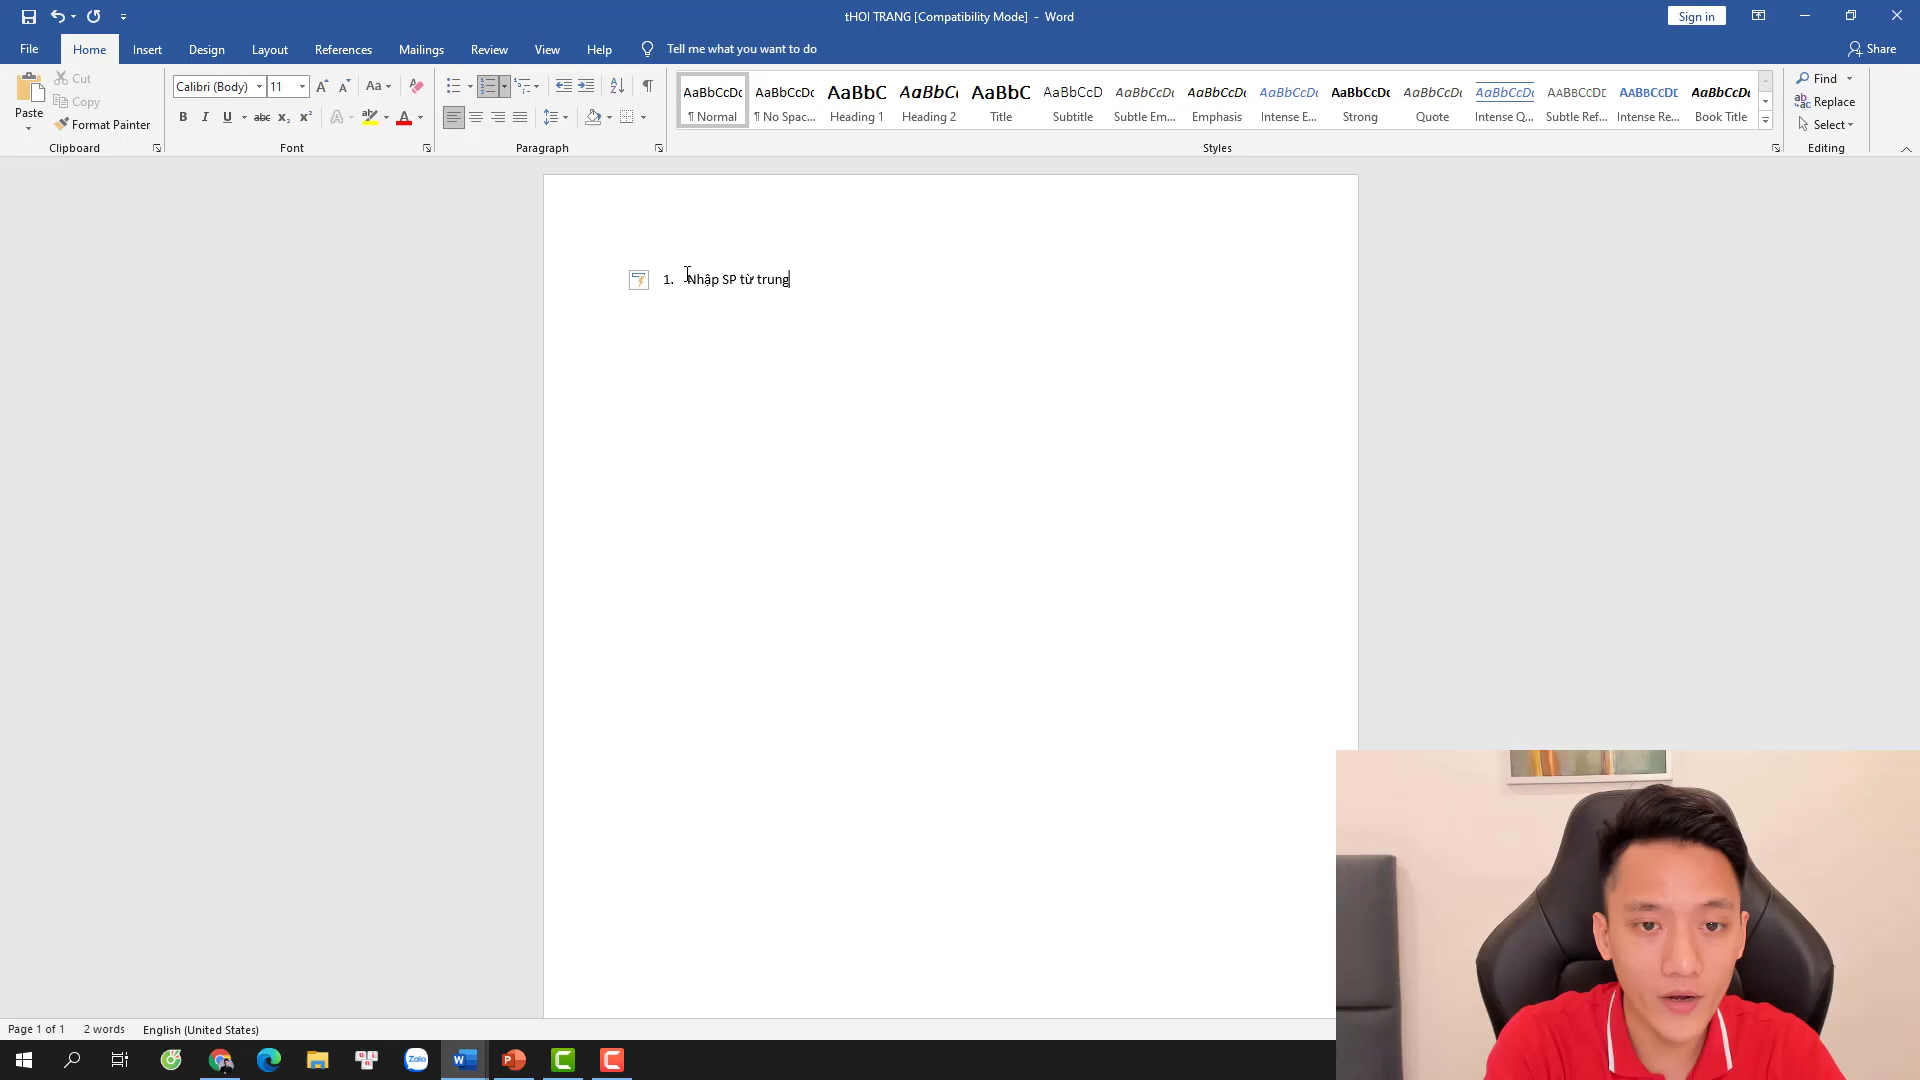 tHOI TRANG [Compatibility Mode] - Word
Sign in
File
Home
Insert
Design
Layout
References
Mailings
Review
View
Help
Tell me what you want to do
Share
Paste
Cut
Copy
Format Painter
Clipboard
Calibri (Body)
11
Font
Paragraph
AaBbCcDc
¶ Normal
AaBbCcDc
¶ No Spac...
AaBbC
Heading 1
AaBbC
Heading 2
AaBbC
Title
AaBbCcD
Subtitle
AaBbCcDc
Subtle Em...
AaBbCcDc
Emphasis
AaBbCcDc
Intense E...
AaBbCcDc
Strong
AaBbCcDc
Quote
AaBbCcDc
Intense Q...
AABBCCDE
Subtle Ref...
AABBCCDE
Intense Re...
AaBbCcDc
Book Title
Styles
Find
Replace
Select
Editing
1. Nhập SP từ trung
Page 1 of 1
2 words
English (United States)
Zalo